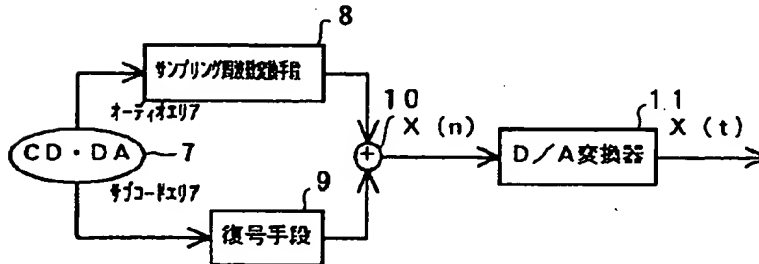 8
サンプリング周波数変換手段
オーディオエリア
10
X (n)
11
X (t)
CD・DA
7
+
D/A変換器
サブコードエリア
9
復号手段